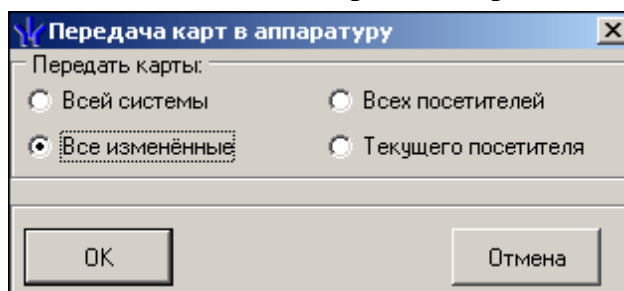 Передача карт в аппаратуру
Передать карты:
Всей системы
Всех посетителей
Все изменённые
Текущего посетителя
OK
Отмена